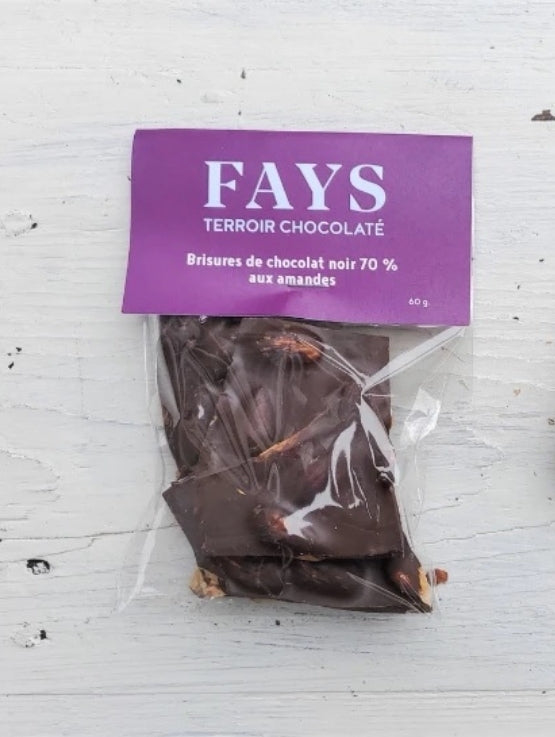 FAYS
TERROIR CHOCOLATÉ
Brisures de chocolat noir 70 %
aux amandes
60 g.